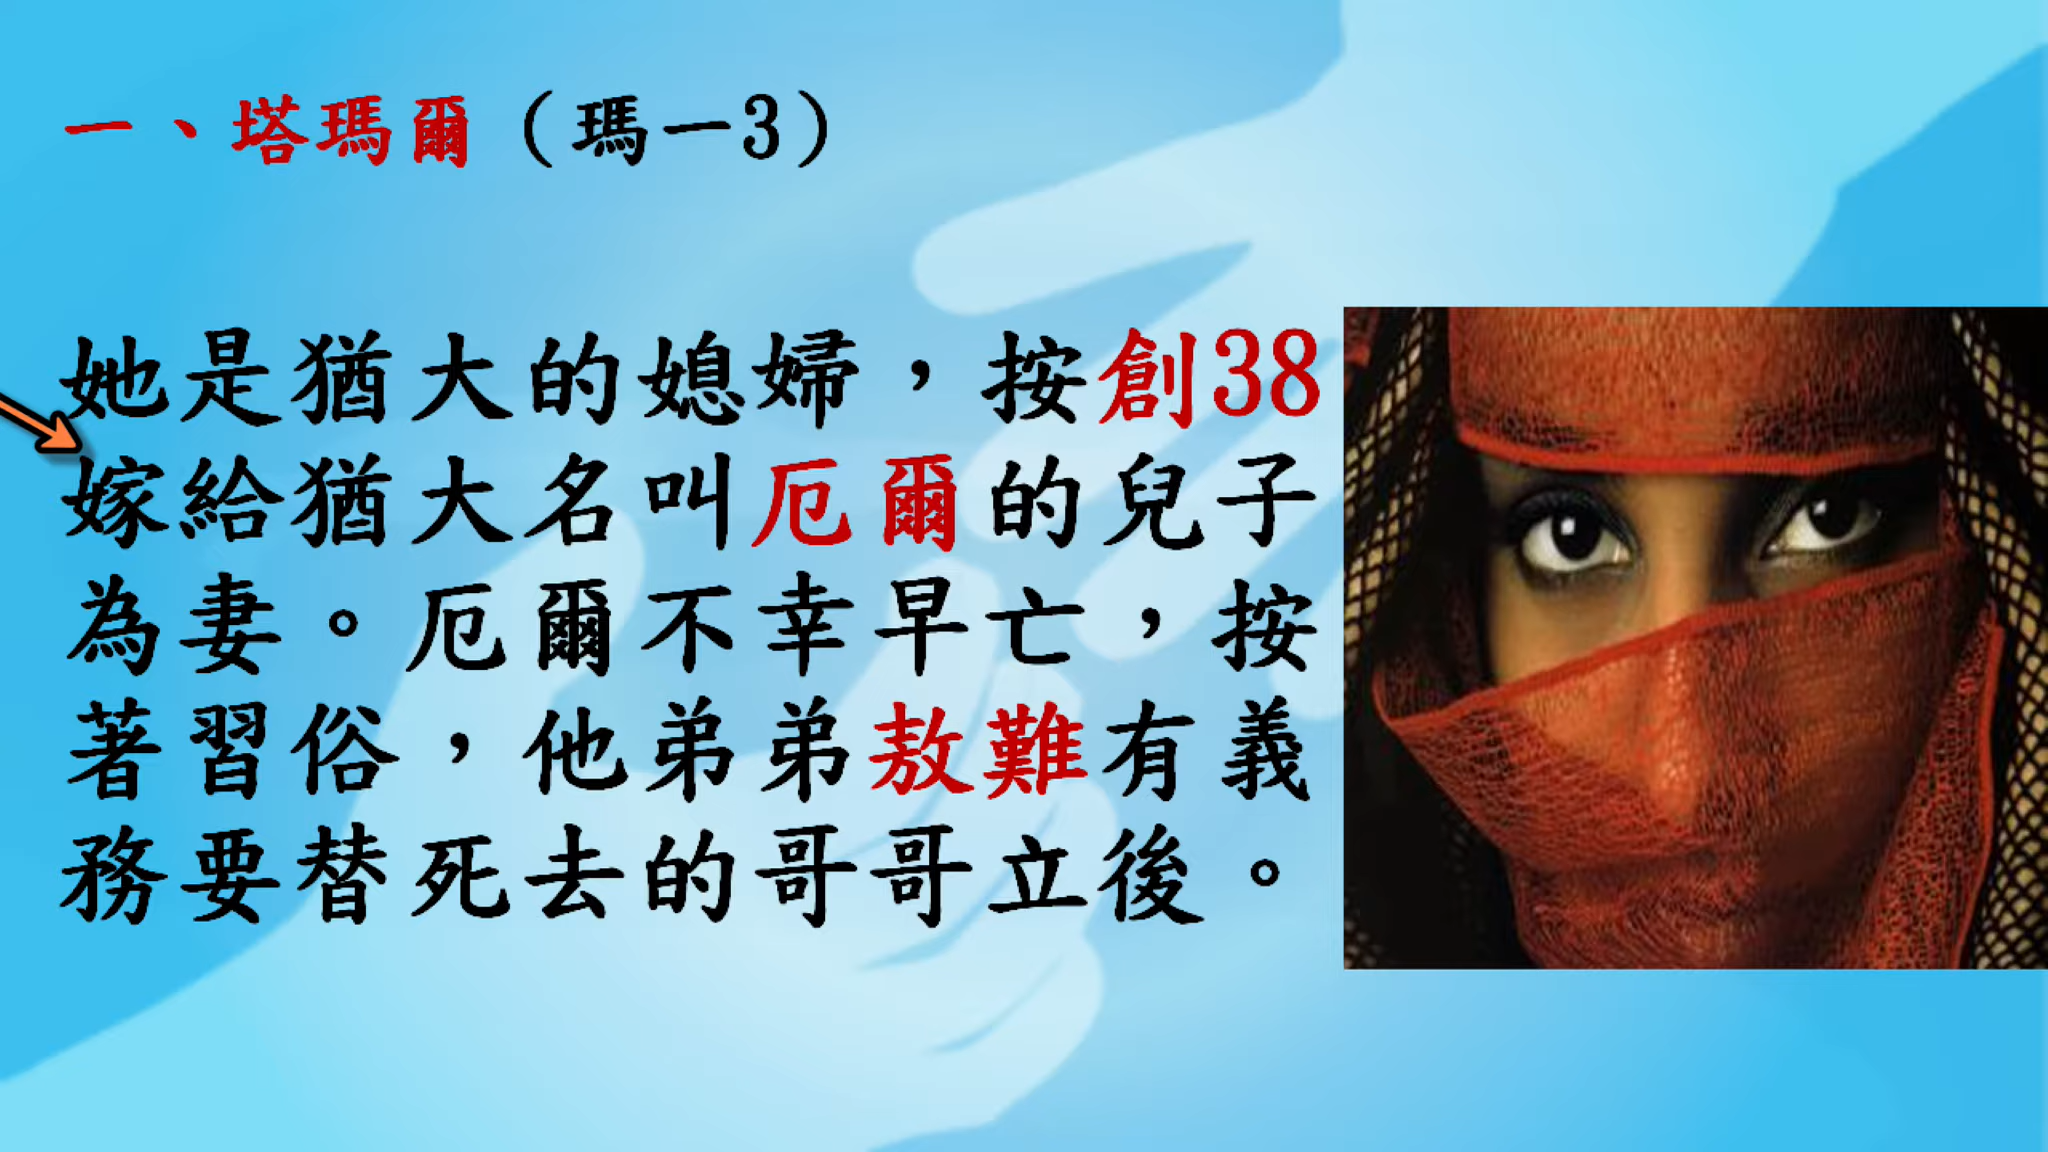 一、塔瑪爾（瑪一3）
她是猶大的媳婦，按創38
嫁給猶大名叫厄爾的兒子
為妻。厄爾不幸早亡，按
著習俗，他弟弟敖難有義
務要替死去的哥哥立後。